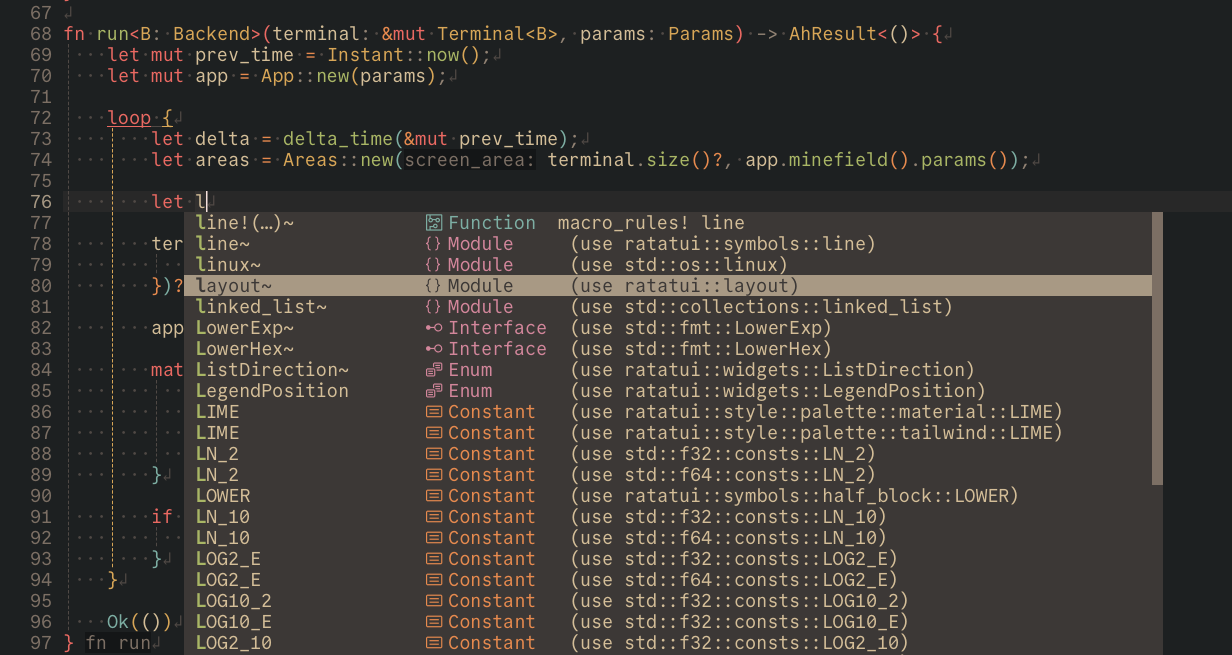 67
68 fn run<B: Backend>(terminal: &mut Terminal<B>, params: Params) -> AhResult<()> {
69 let mut prev_time = Instant::now();
70 let mut app = App::new(params);
71
72 loop {
73 let delta = delta_time(&mut prev_time);
74 let areas = Areas::new(screen_area: terminal.size()?, app.minefield().params());
75
76 let l
77 line!(…)~ Function macro_rules! line
78 ter line~ {} Module (use ratatui::symbols::line)
79 linux~ {} Module (use std::os::linux)
80 })? layout~ {} Module (use ratatui::layout)
81 linked_list~ {} Module (use std::collections::linked_list)
82 app LowerExp~ Interface (use std::fmt::LowerExp)
83 LowerHex~ Interface (use std::fmt::LowerHex)
84 mat ListDirection~ Enum (use ratatui::widgets::ListDirection)
85 LegendPosition Enum (use ratatui::widgets::LegendPosition)
86 LIME Constant (use ratatui::style::palette::material::LIME)
87 LIME Constant (use ratatui::style::palette::tailwind::LIME)
88 LN_2 Constant (use std::f32::consts::LN_2)
89 } LN_2 Constant (use std::f64::consts::LN_2)
90 LOWER Constant (use ratatui::symbols::half_block::LOWER)
91 if LN_10 Constant (use std::f32::consts::LN_10)
92 LN_10 Constant (use std::f64::consts::LN_10)
93 } LOG2_E Constant (use std::f32::consts::LOG2_E)
94 } LOG2_E Constant (use std::f64::consts::LOG2_E)
95 LOG10_2 Constant (use std::f32::consts::LOG10_2)
96 Ok(()) LOG10_E Constant (use std::f32::consts::LOG10_E)
97 } fn run LOG2_10 Constant (use std::f32::consts::LOG2_10)